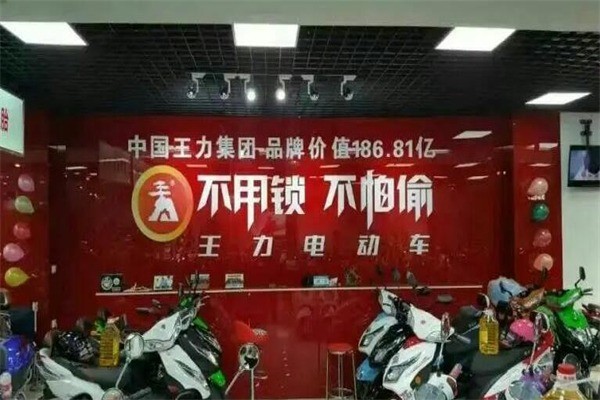 中国王力集团 品牌价值186.81亿
不用锁 不怕偷
王力电动车
胎